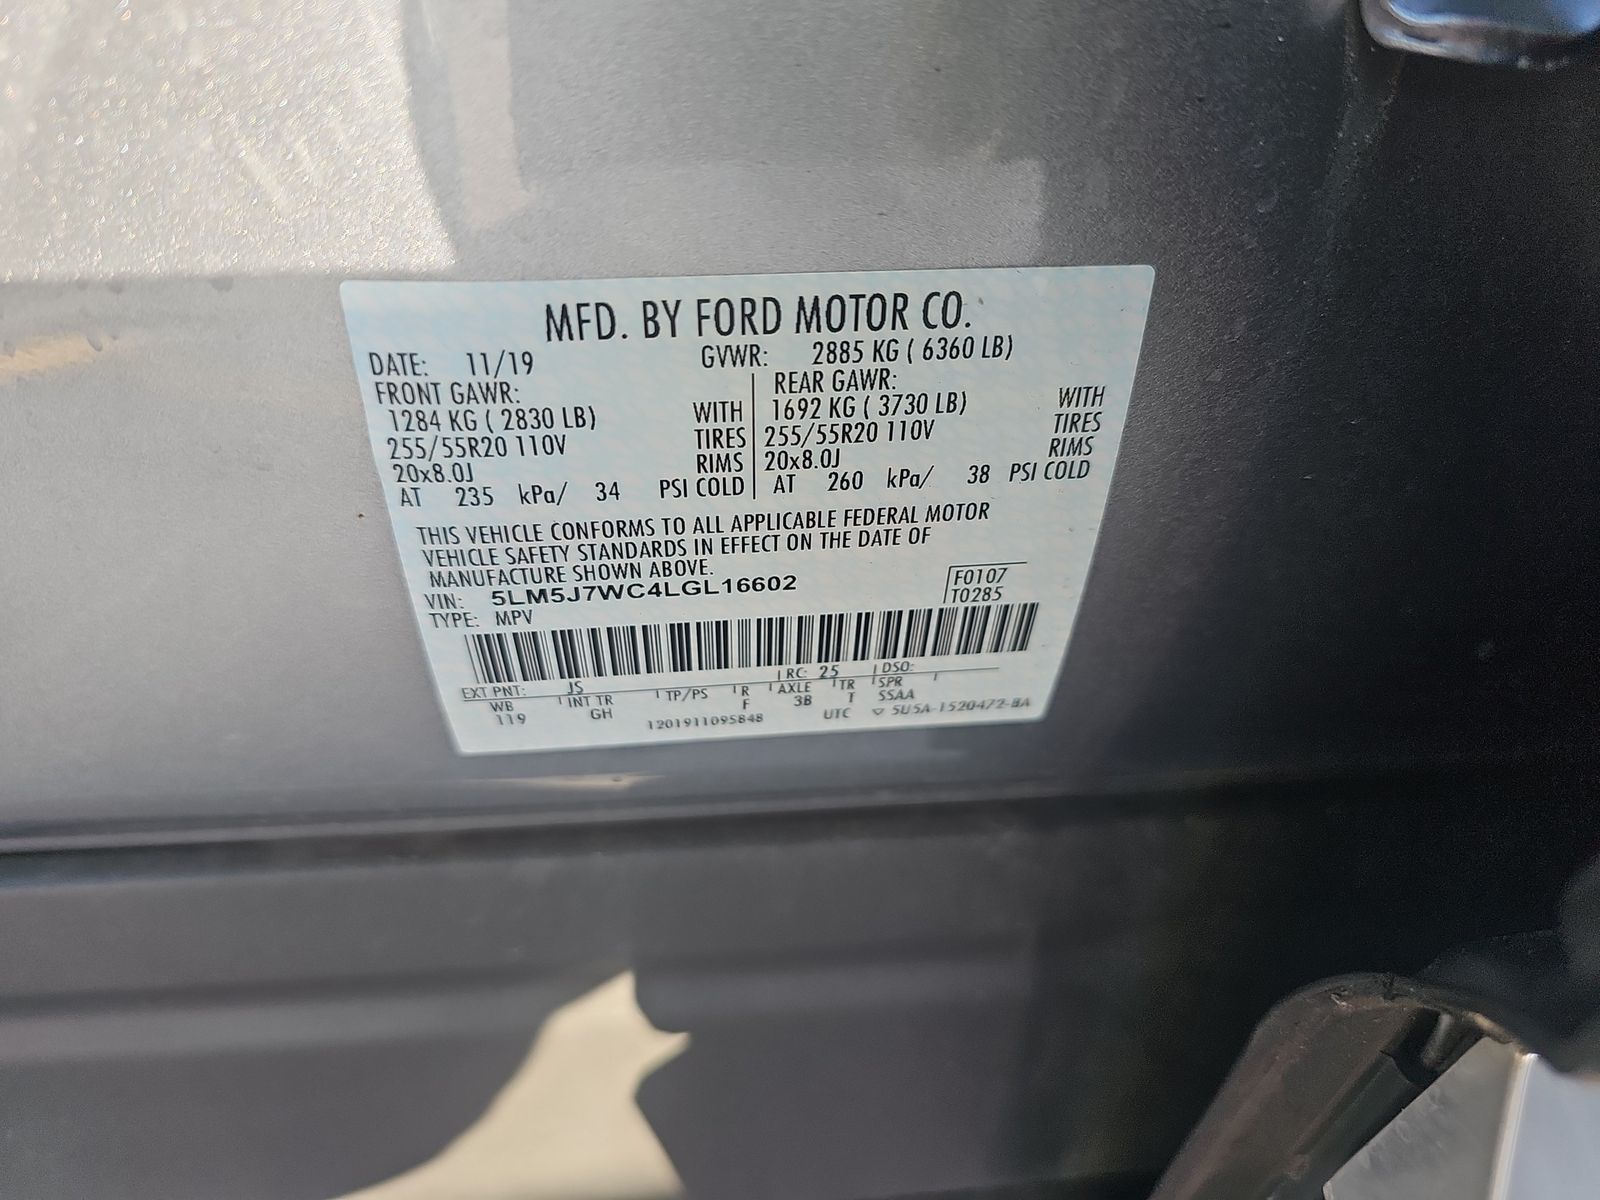 MFD. BY FORD MOTOR CO.
DATE: 11/19 GVWR: 2885 KG ( 6360 LB)
FRONT GAWR: REAR GAWR:
1284 KG ( 2830 LB) WITH 1692 KG ( 3730 LB) WITH
255/55R20 110V TIRES 255/55R20 110V TIRES
20x8.0J RIMS 20x8.0J RIMS
AT 235 kPa/ 34 PSI COLD AT 260 kPa/ 38 PSI COLD
THIS VEHICLE CONFORMS TO ALL APPLICABLE FEDERAL MOTOR
VEHICLE SAFETY STANDARDS IN EFFECT ON THE DATE OF
MANUFACTURE SHOWN ABOVE.
VIN: 5LM5J7WC4LGL16602 F0107
TYPE: MPV T0285
EXT PNT: JS RC: 25 DSO:
WB INT TR TP/PS R AXLE TR SPR
119 GH F 3B T SSAA
1201911095848 UTC ▽ 5U5A-1520472-BA